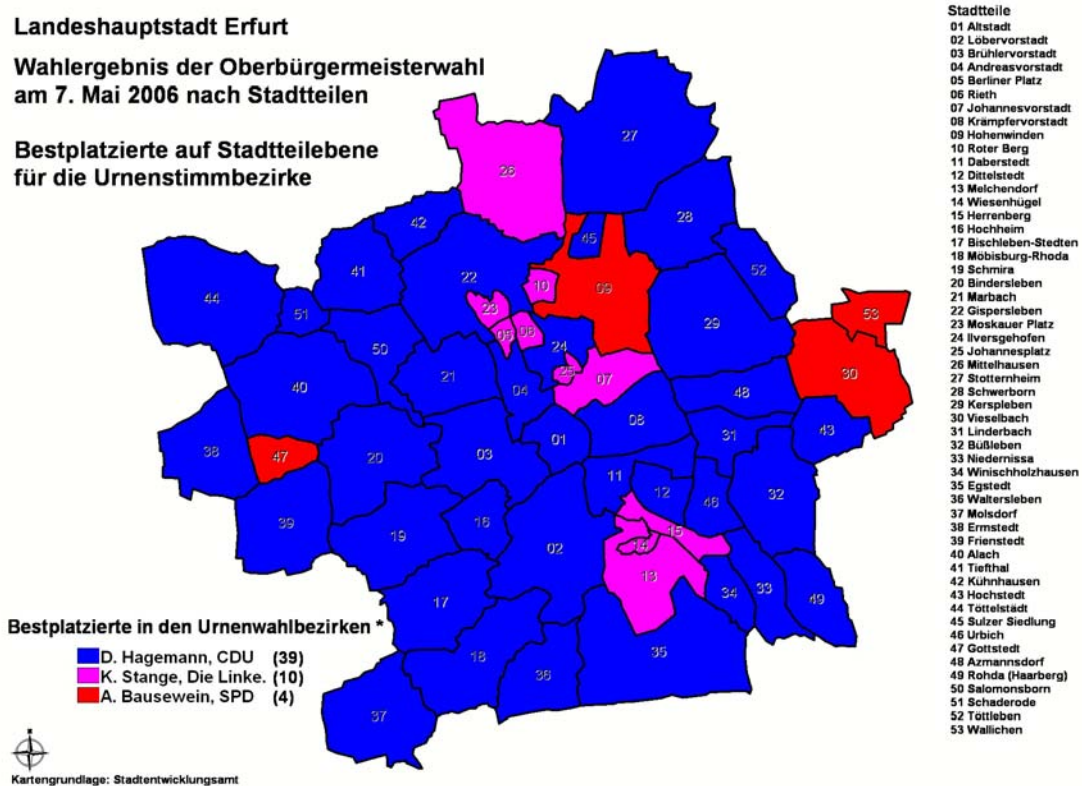 Landeshauptstadt Erfurt
Wahlergebnis der Oberbürgermeisterwahl
am 7. Mai 2006 nach Stadtteilen
Bestplatzierte auf Stadtteilebene
für die Urnenstimmbezirke
27
26
28
42
45
41
22
52
44
10
09
53
51
23
29
05
06
50
24
30
25
21
07
40
04
48
08
43
38
47
03
01
31
20
11
12
32
46
39
19
16
15
02
14
13
17
34
33
49
18
35
36
37
Bestplatzierte in den Urnenwahlbezirken *
D. Hagemann, CDU (39)
K. Stange, Die Linke. (10)
A. Bausewein, SPD (4)
Kartengrundlage: Stadtentwicklungsamt
Stadtteile
01 Altstadt
02 Löbervorstadt
03 Brühlervorstadt
04 Andreasvorstadt
05 Berliner Platz
06 Rieth
07 Johannesvorstadt
08 Krämpfervorstadt
09 Hohenwinden
10 Roter Berg
11 Daberstedt
12 Dittelstedt
13 Melchendorf
14 Wiesenhügel
15 Herrenberg
16 Hochheim
17 Bischleben-Stedten
18 Möbisburg-Rhoda
19 Schmira
20 Bindersleben
21 Marbach
22 Gispersleben
23 Moskauer Platz
24 Ilversgehofen
25 Johannesplatz
26 Mittelhausen
27 Stotternheim
28 Schwerborn
29 Kerspleben
30 Vieselbach
31 Linderbach
32 Büßleben
33 Niedernissa
34 Winischholzhausen
35 Egstedt
36 Waltersleben
37 Molsdorf
38 Ermstedt
39 Frienstedt
40 Alach
41 Tiefthal
42 Kühnhausen
43 Hochstedt
44 Töttelstädt
45 Sulzer Siedlung
46 Urbich
47 Gottstedt
48 Azmannsdorf
49 Rohda (Haarberg)
50 Salomonsborn
51 Schaderode
52 Töttleben
53 Wallichen